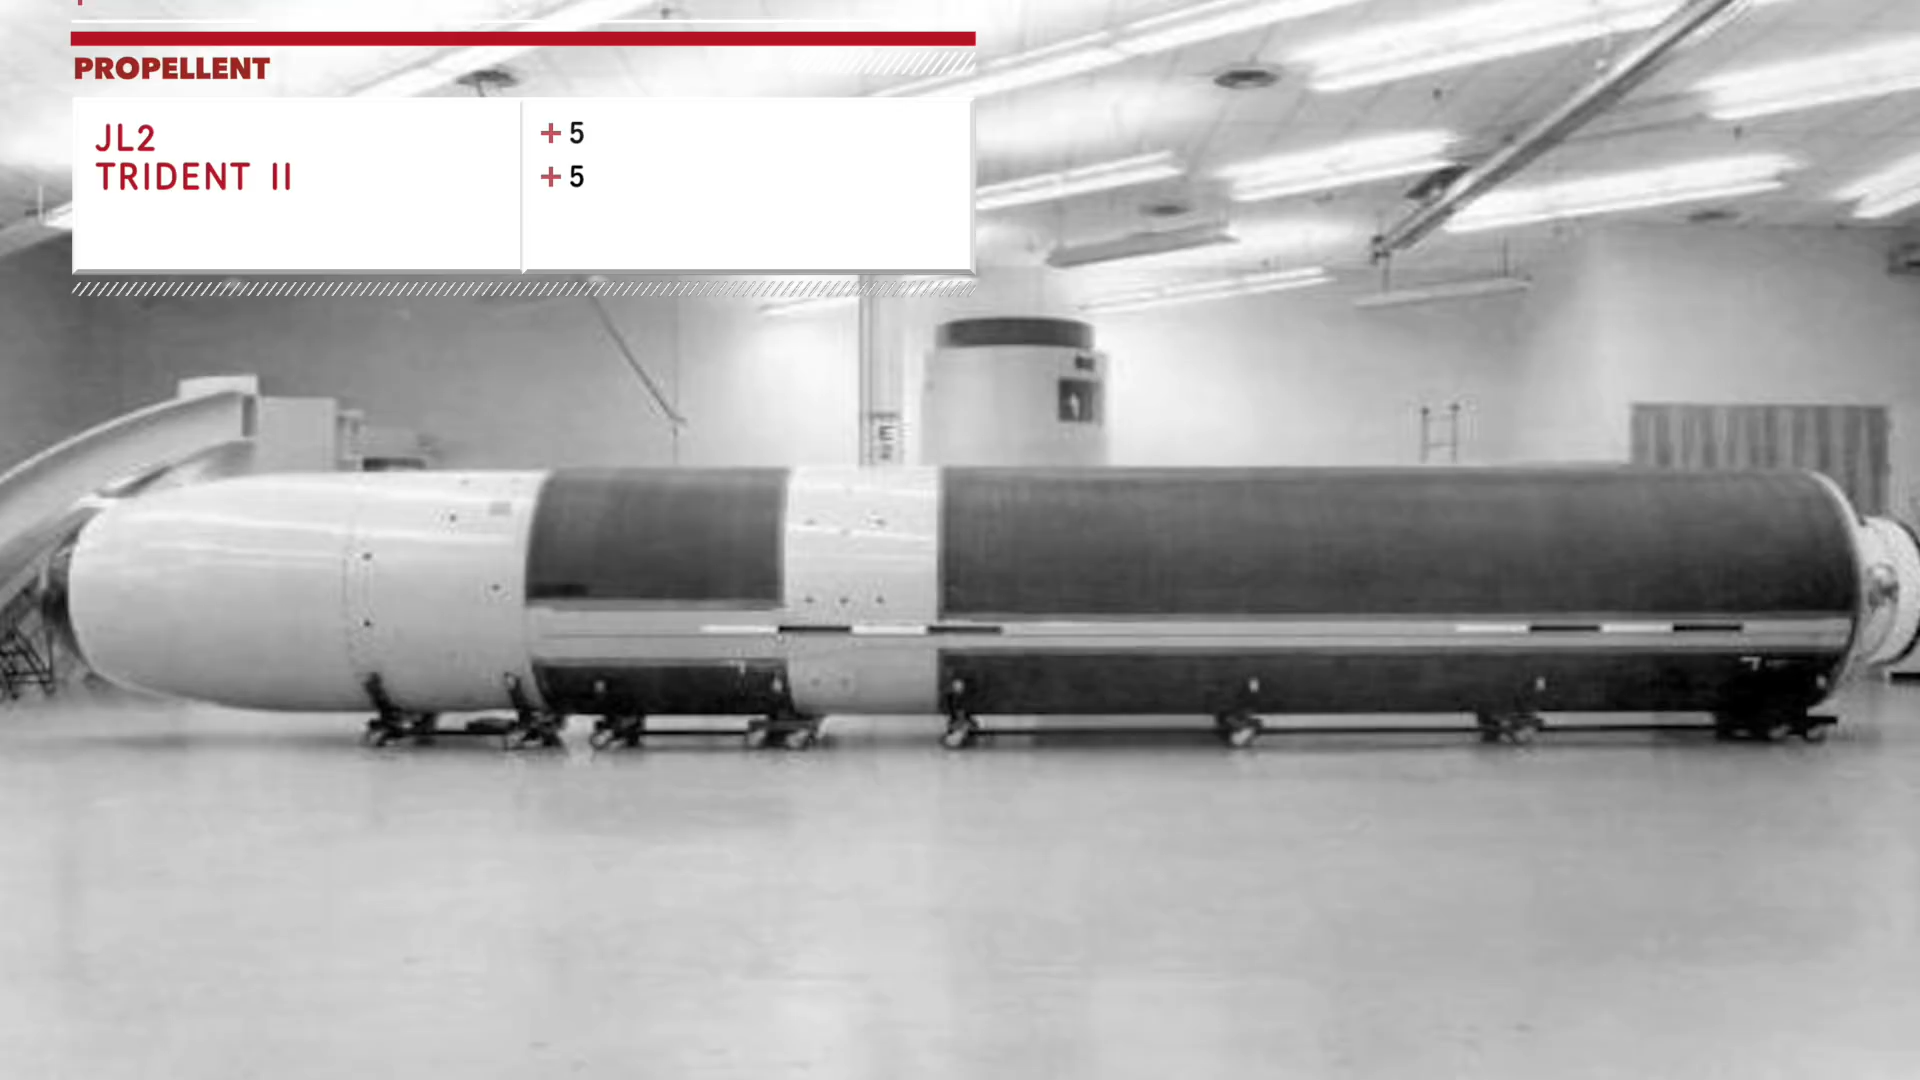 PROPELLENT
JL2
+ 5
TRIDENT II
+ 5